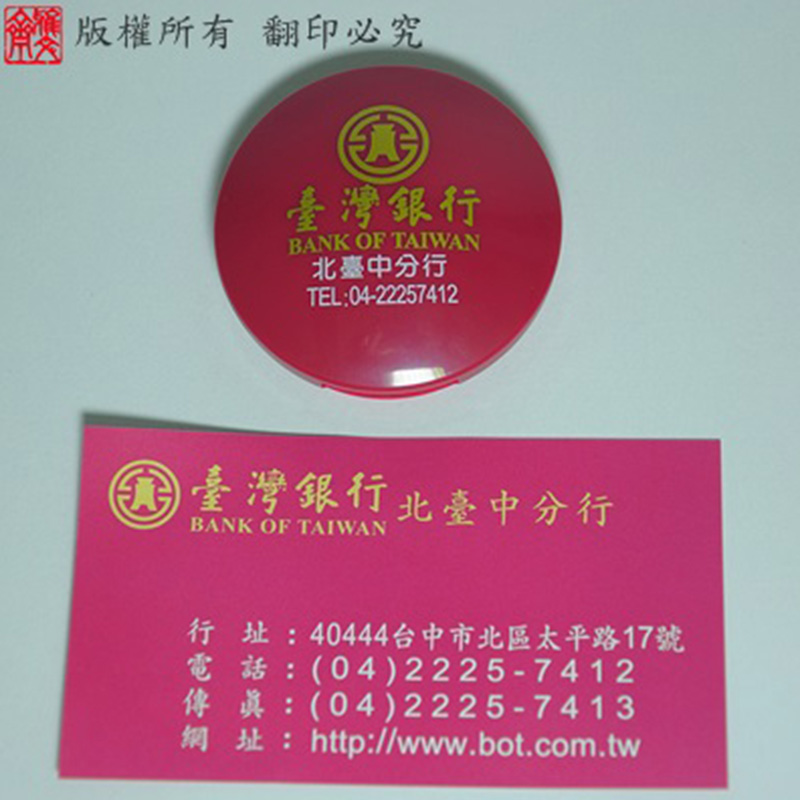 版權所有 翻印必究
臺灣銀行
BANK OF TAIWAN
北臺中分行
TEL:04-22257412
臺灣銀行 北臺中分行
BANK OF TAIWAN
行 址：40444台中市北區太平路17號
電 話：(04)2225-7412
傳 眞：(04)2225-7413
網 址：http://www.bot.com.tw